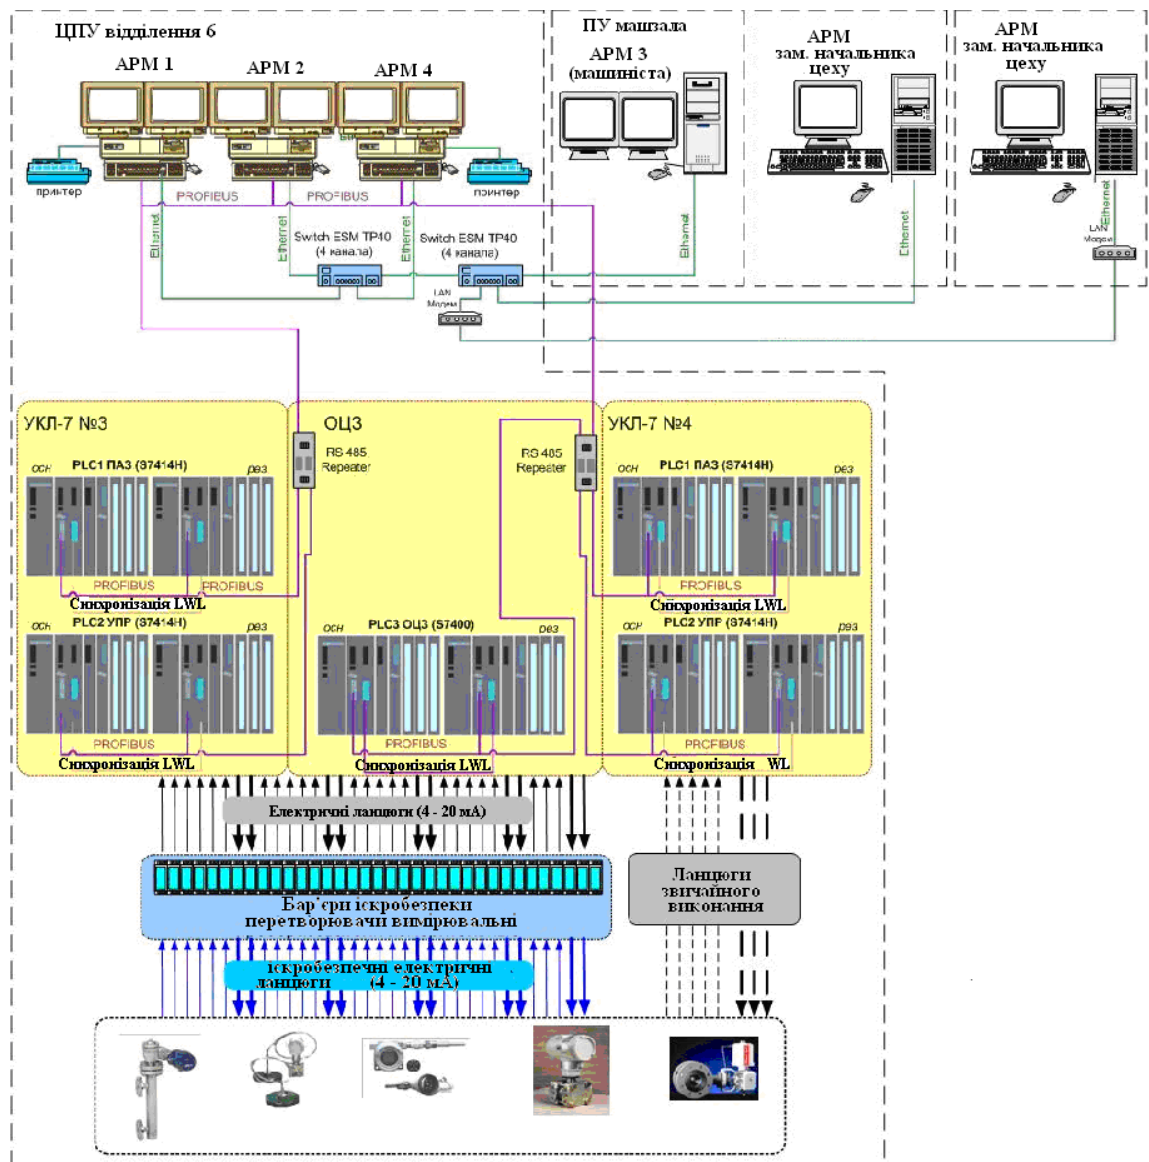 ЦПУ відділення 6
АРМ 1
АРМ 2
АРМ 4
принтер
принтер
PROFIBUS
PROFIBUS
Ethernet
Ethernet
Ethernet
Switch ESM TP40
(4 канала)
Switch ESM TP40
(4 канала)
LAN
Модем
ПУ машзала
АРМ 3
(машиніста)
Ethernet
АРМ
зам. начальника
цеху
Ethernet
АРМ
зам. начальника
цеху
Ethernet
LAN
Модем
УКЛ-7 №3
ОЦЗ
УКЛ-7 №4
RS 485
Repeater
RS 485
Repeater
осн
PLC1 ПАЗ (S7414H)
рез
PROFIBUS
PROFIBUS
Синхронізація LWL
осн
PLC1 ПАЗ (S7414H)
рез
PROFIBUS
Синхронізація LWL
PLC2 УПР (S7414H)
осн
рез
PROFIBUS
Синхронізація LWL
осн
PLC3 ОЦЗ (S7400)
рез
PROFIBUS
Синхронізація LWL
PLC2 УПР (S7414H)
осн
рез
PROFIBUS
Синхронізація WL
Електричні ланцюги (4 - 20 мА)
Бар'єри іскробезпеки
перетворювачи вимірювальні
Ланцюги
звичайного
виконання
іскробезпечні електричні
ланцюги (4 - 20 мА)